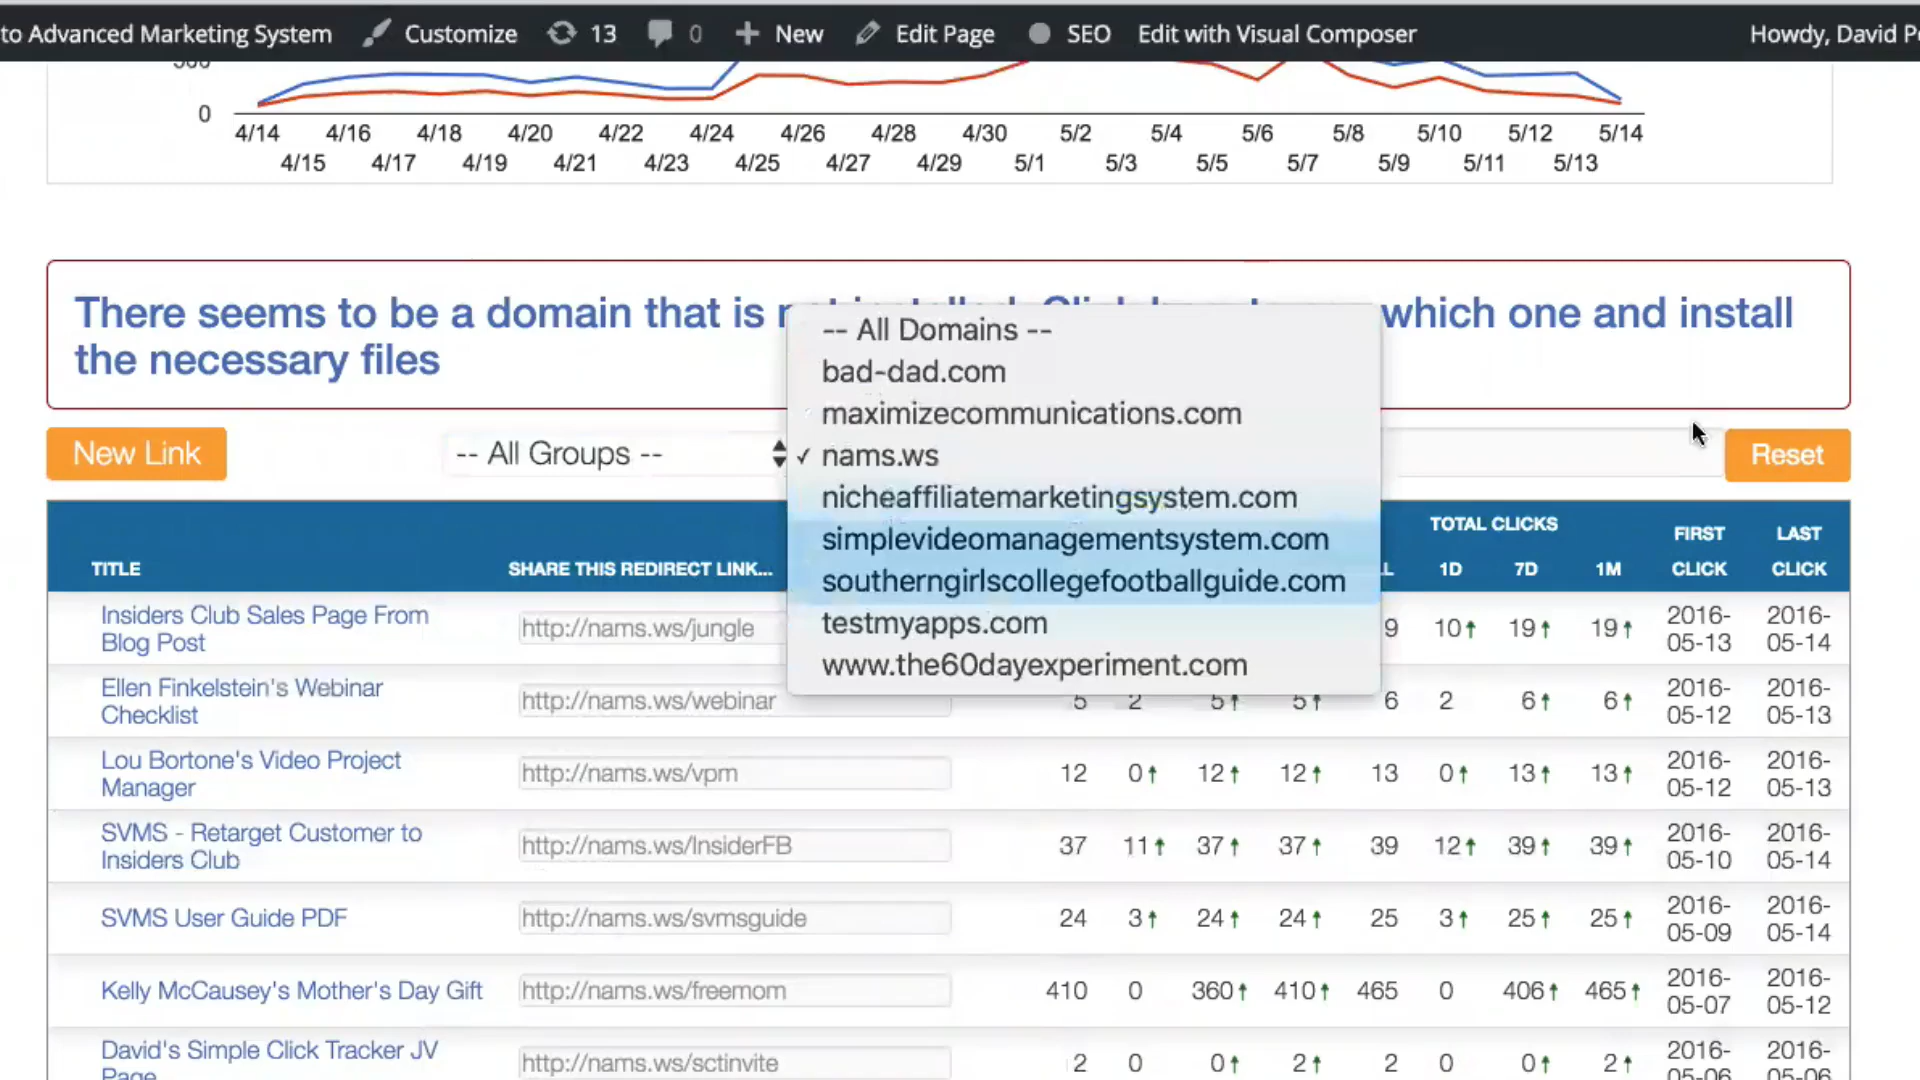 to Advanced Marketing System Customize 13 0 New Edit Page SEO Edit with Visual Composer Howdy, David
0
4/14 4/16 4/18 4/20 4/22 4/24 4/26 4/28 4/30 5/2 5/4 5/6 5/8 5/10 5/12 5/14
4/15 4/17 4/19 4/21 4/23 4/25 4/27 4/29 5/1 5/3 5/5 5/7 5/9 5/11 5/13
There seems to be a domain that is which one and install
the necessary files
-- All Domains --
bad-dad.com
maximizecommunications.com
✓ nams.ws
nicheaffiliatemarketingsystem.com
simplevideomanagementsystem.com
southerngirlscollegefootballguide.com
testmyapps.com
www.the60dayexperiment.com
New Link -- All Groups -- Reset
TOTAL CLICKS
TITLE SHARE THIS REDIRECT LINK... 1D 7D 1M FIRST CLICK LAST CLICK
Insiders Club Sales Page From http://nams.ws/jungle 9 10↑ 19↑ 19↑ 2016- 2016-
Blog Post 05-13 05-14
Ellen Finkelstein's Webinar http://nams.ws/webinar 5 2 5↑ 5↑ 6 2 6↑ 6↑ 2016- 2016-
Checklist 05-12 05-13
Lou Bortone's Video Project http://nams.ws/vpm 12 0↑ 12↑ 12↑ 13 0↑ 13↑ 13↑ 2016- 2016-
Manager 05-12 05-13
SVMS - Retarget Customer to http://nams.ws/InsiderFB 37 11↑ 37↑ 37↑ 39 12↑ 39↑ 39↑ 2016- 2016-
Insiders Club 05-10 05-14
SVMS User Guide PDF http://nams.ws/svmsguide 24 3↑ 24↑ 24↑ 25 3↑ 25↑ 25↑ 2016- 2016-
05-09 05-14
Kelly McCausey's Mother's Day Gift http://nams.ws/freemom 410 0 360↑ 410↑ 465 0 406↑ 465↑ 2016- 2016-
05-07 05-12
David's Simple Click Tracker JV http://nams.ws/sctinvite 2 0 0↑ 2↑ 2 0 0↑ 2↑ 2016- 2016-
Page 05-06 05-06